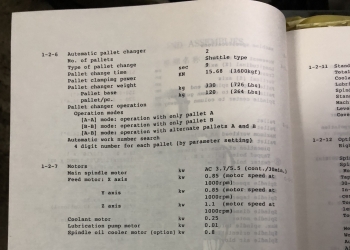 1-2-6 Automatic pallet changer
No. of pallets 2
Type of pallet change Shuttle type
Pallet change time sec 8
Pallet clamping power KN 15.68 (1600kgf)
Pallet changer weight
Pallet base kg 330 (726 lbs)
pallet/pc. kg 120 (264 lbs)
Pallet changer operation
Operation modes
[A-A] mode: operation with only pallet A
[B-B] mode: operation with only pallet B
[A-B] mode: operation with alternate pallets A and B
Automatic work number search
4 digit number for each pallet (by parameter setting)
1-2-7 Motors
Main spindle motor kw AC 3.7/5.5 (cont./30min.)
Feed motor: X axis kw 0.85 (motor speed at
1000rpm)
Y axis kw 0.85 (motor speed at
1000rpm)
Z axis kw 1.1 (motor speed at
1000rpm)
Coolant motor kw 0.25
Lubrication pump motor kw 0.01
Spindle oil cooler motor (option) kw 0.8
1-2-11 Stand